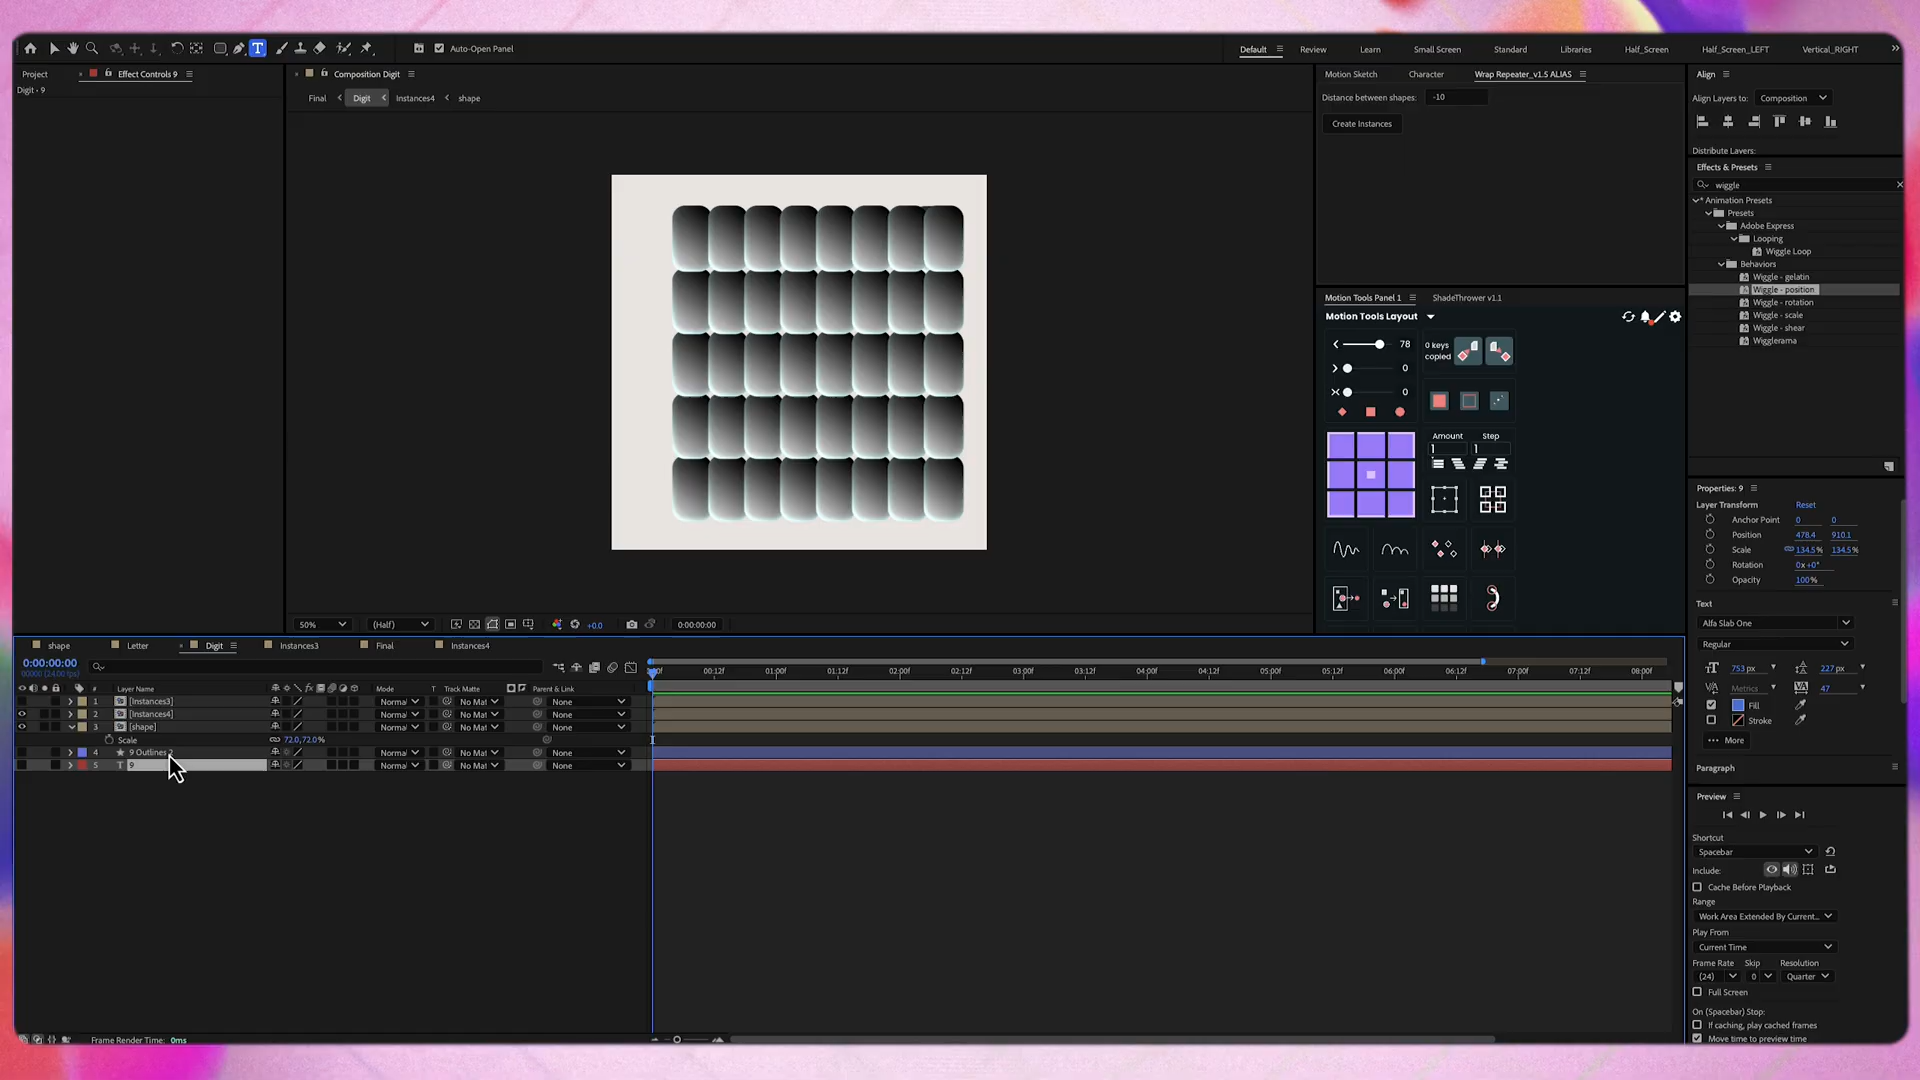 T
Auto-Open Panel
Default
Review
Learn
Small Screen
Standard
Libraries
Half_Screen
Half_Screen_LEFT
Vertical_RIGHT
Project
Effect Controls 9
Composition Digit
Digit • 9
Final
Digit
Instances4
shape
Motion Sketch
Character
Wrap Repeater_v1.5 ALIAS
Distance between shapes:
-10
Create Instances
Align
Align Layers to:
Composition
Distribute Layers:
Effects & Presets
wiggle
* Animation Presets
Presets
Adobe Express
Looping
Wiggle Loop
Behaviors
Wiggle - gelatin
Wiggle - position
Wiggle - rotation
Wiggle - scale
Wiggle - shear
Wigglerama
Motion Tools Panel 1
ShadeThrower v1.1
Motion Tools Layout
78
0
0
0 keys
copied
Amount
Step
1
1
Properties: 9
Layer Transform
Reset
Anchor Point
0
0
Position
478.4
910.1
Scale
134.5%
134.5%
Rotation
0x+0°
Opacity
100%
Text
Alfa Slab One
Regular
753 px
227 px
Metrics
47
Fill
Stroke
More
Paragraph
Preview
Shortcut
Spacebar
Include:
Cache Before Playback
Range
Work Area Extended By Current...
Play From
Current Time
Frame Rate
Skip
Resolution
(24)
0
Quarter
Full Screen
On (Spacebar) Stop:
If caching, play cached frames
Move time to preview time
50%
(Half)
+0.0
0:00:00:00
shape
Letter
Digit
Instances3
Final
Instances4
0:00:00:00
00000 (24.00 fps)
00:12f
01:00f
01:12f
02:00f
02:12f
03:00f
03:12f
04:00f
04:12f
05:00f
05:12f
06:00f
06:12f
07:00f
07:12f
08:00f
#
Layer Name
Mode
T
Track Matte
Parent & Link
1
[Instances3]
Norma
No Mat
None
2
[Instances4]
Norma
No Mat
None
3
[shape]
Norma
No Mat
None
Scale
72.0,72.0%
4
9 Outlines 2
Norma
No Mat
None
5
T
9
Norma
No Mat
None
Frame Render Time: 0ms